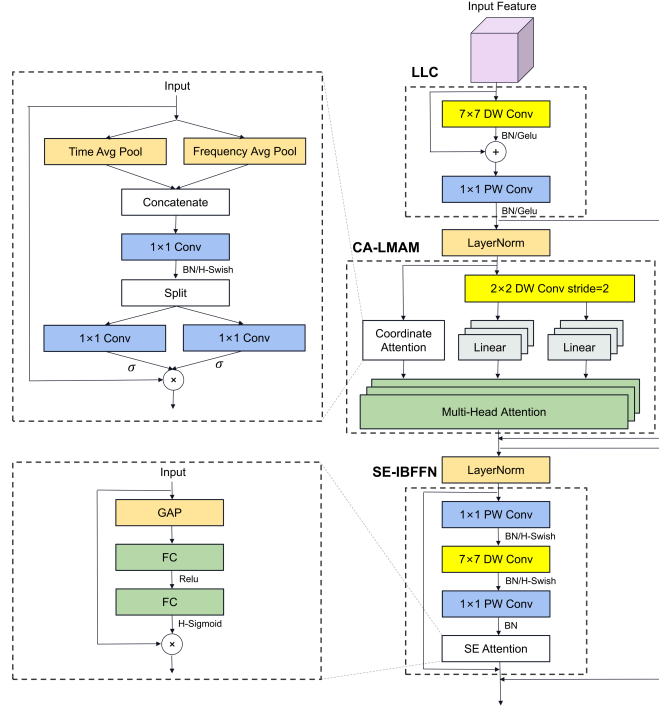 Input Feature
LLC
7×7 DW Conv
BN/Gelu
+
1×1 PW Conv
BN/Gelu
LayerNorm
CA-LMAM
2×2 DW Conv stride=2
Coordinate
Attention
Linear
Linear
Multi-Head Attention
SE-IBFFN
LayerNorm
1×1 PW Conv
BN/H-Swish
7×7 DW Conv
BN/H-Swish
1×1 PW Conv
BN
SE Attention
Input
Time Avg Pool
Frequency Avg Pool
Concatenate
1×1 Conv
BN/H-Swish
Split
1×1 Conv
1×1 Conv
σ
σ
×
Input
GAP
FC
Relu
FC
H-Sigmoid
×